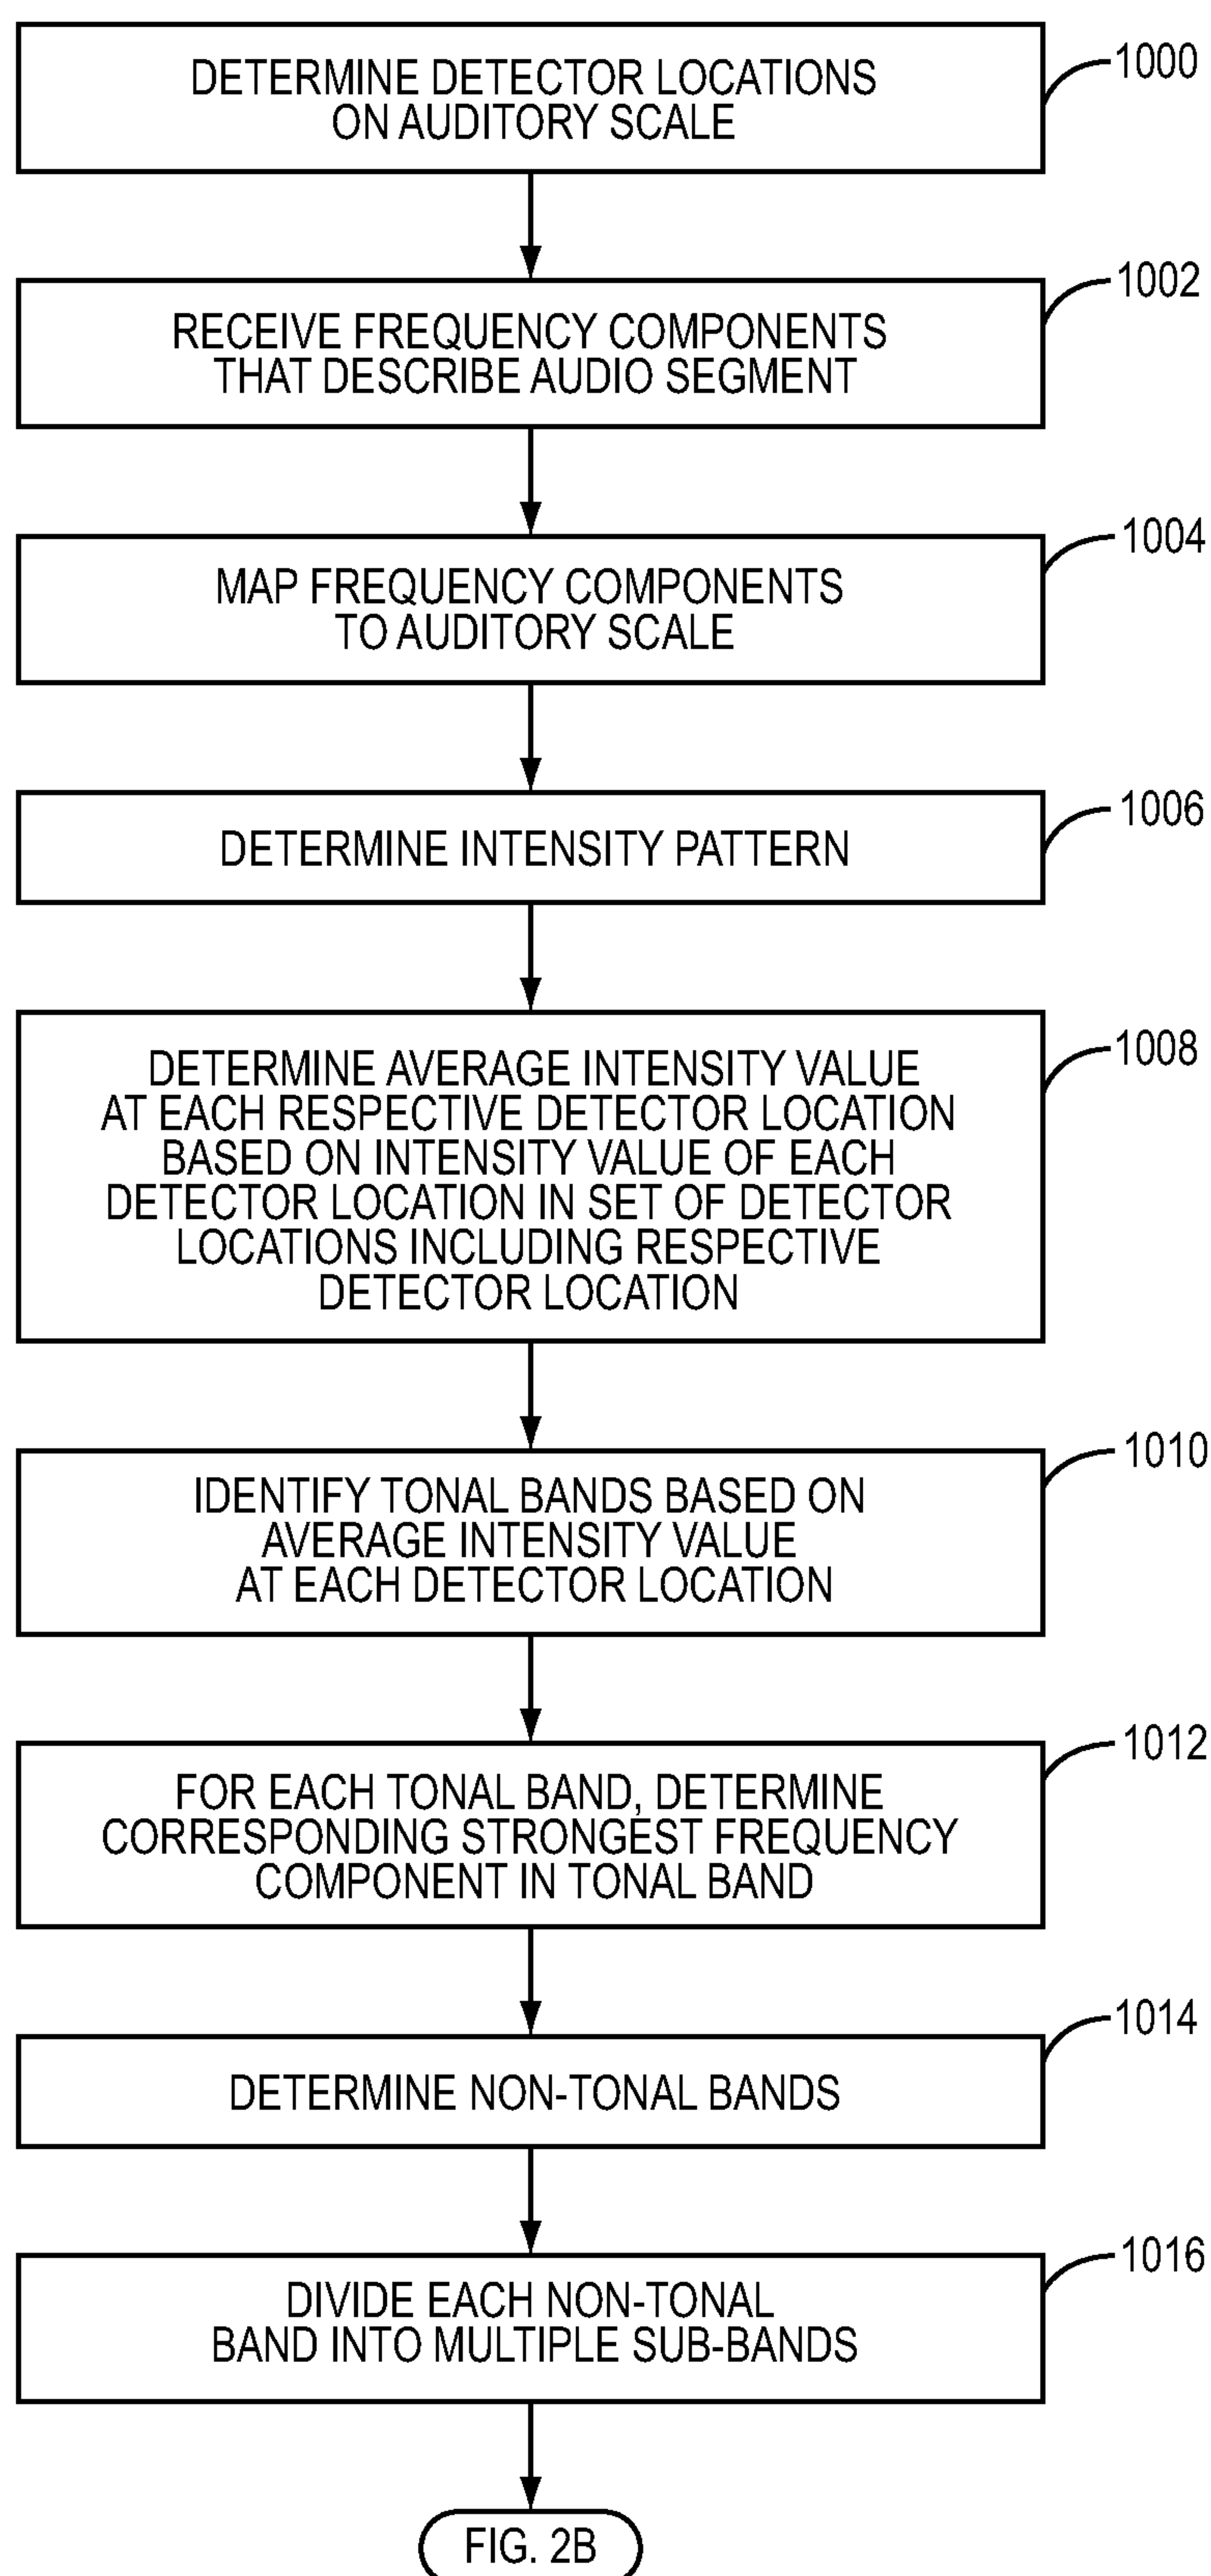 DETERMINE DETECTOR LOCATIONS
ON AUDITORY SCALE
1000
RECEIVE FREQUENCY COMPONENTS
THAT DESCRIBE AUDIO SEGMENT
1002
MAP FREQUENCY COMPONENTS
TO AUDITORY SCALE
1004
DETERMINE INTENSITY PATTERN
1006
DETERMINE AVERAGE INTENSITY VALUE
AT EACH RESPECTIVE DETECTOR LOCATION
BASED ON INTENSITY VALUE OF EACH
DETECTOR LOCATION IN SET OF DETECTOR
LOCATIONS INCLUDING RESPECTIVE
DETECTOR LOCATION
1008
IDENTIFY TONAL BANDS BASED ON
AVERAGE INTENSITY VALUE
AT EACH DETECTOR LOCATION
1010
FOR EACH TONAL BAND, DETERMINE
CORRESPONDING STRONGEST FREQUENCY
COMPONENT IN TONAL BAND
1012
DETERMINE NON-TONAL BANDS
1014
DIVIDE EACH NON-TONAL
BAND INTO MULTIPLE SUB-BANDS
1016
FIG. 2B